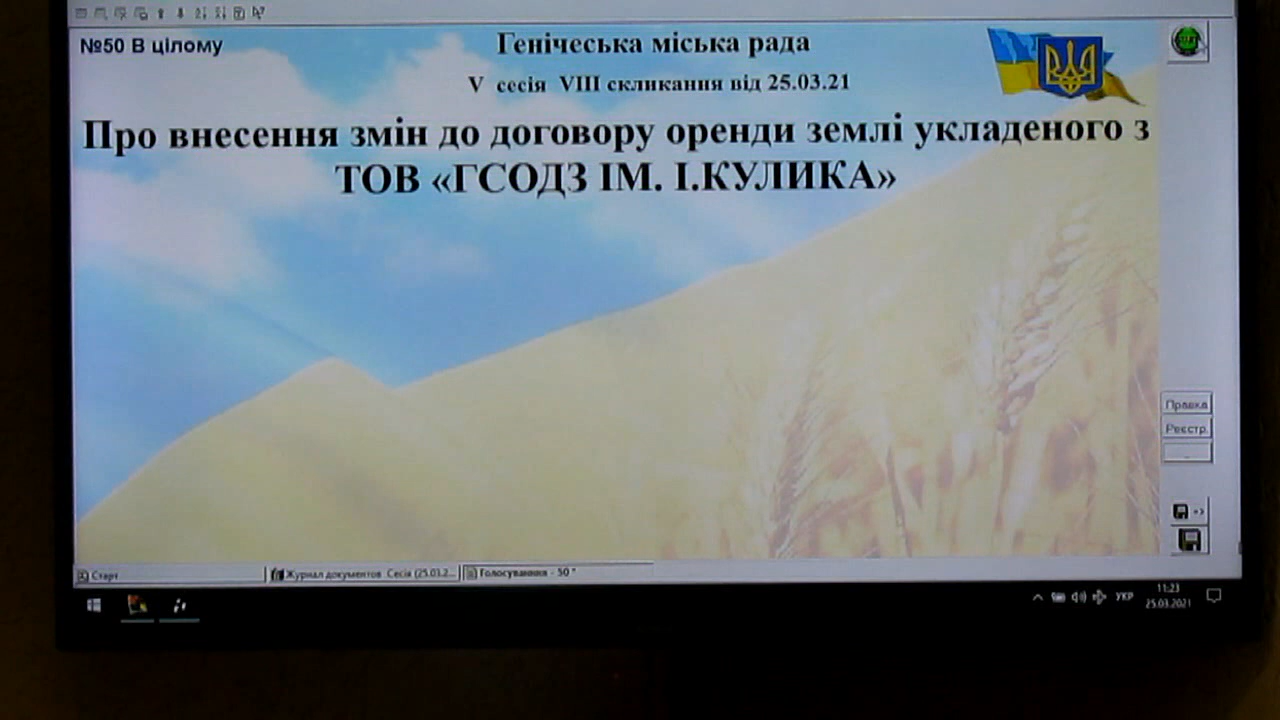 №50 В цілому
Генічеська міська рада
V сесія VIII скликання від 25.03.21
Про внесення змін до договору оренди землі укладеного з
ТОВ «ГСОДЗ ІМ. І.КУЛИКА»
Правка
Реєстр.
Старт
Журнал документов Сесія (25.03.2...
Голосування - 50 *
УКР
11:23
25.03.2021